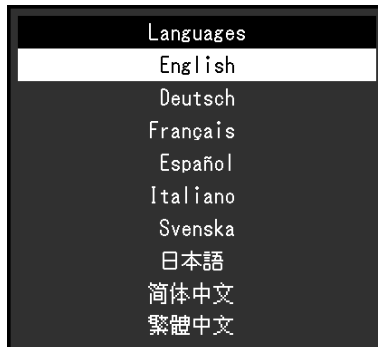 Languages
English
Deutsch
Français
Español
Italiano
Svenska
日本語
简体中文
繁體中文